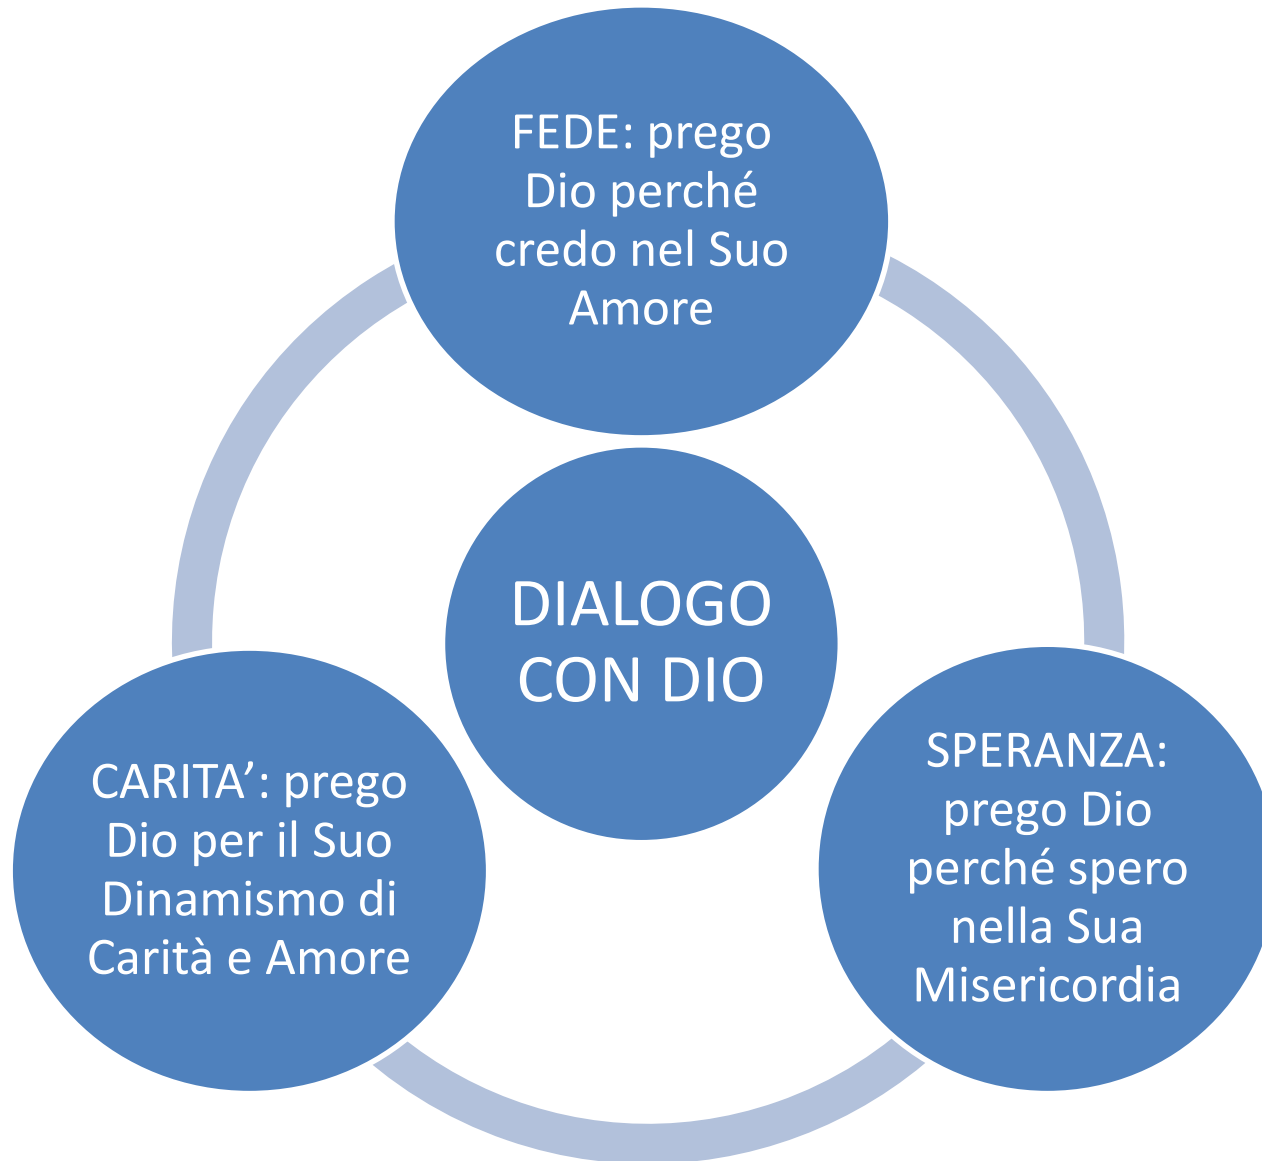 FEDE: prego
Dio perché
credo nel Suo
Amore
DIALOGO
CON DIO
CARITA’: prego
Dio per il Suo
Dinamismo di
Carità e Amore
SPERANZA:
prego Dio
perché spero
nella Sua
Misericordia